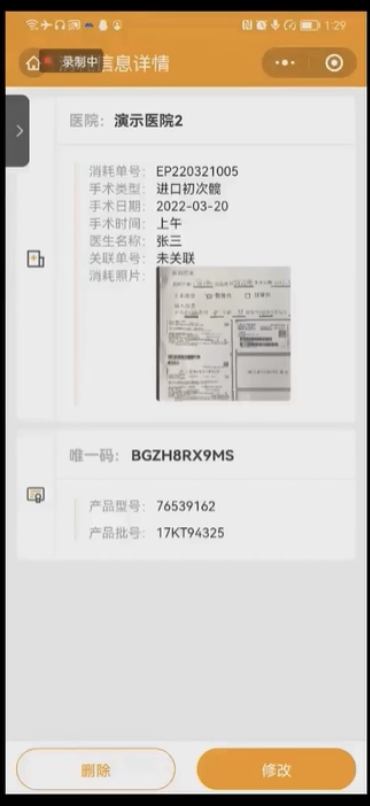 1:29
录制中
信息详情
医院: 演示医院2
消耗单号: EP220321005
手术类型: 进口初次髋
手术日期: 2022-03-20
手术时间: 上午
医生名称: 张三
关联单号: 未关联
消耗照片:
唯一码: BGZH8RX9MS
产品型号: 76539162
产品批号: 17KT94325
删除
修改